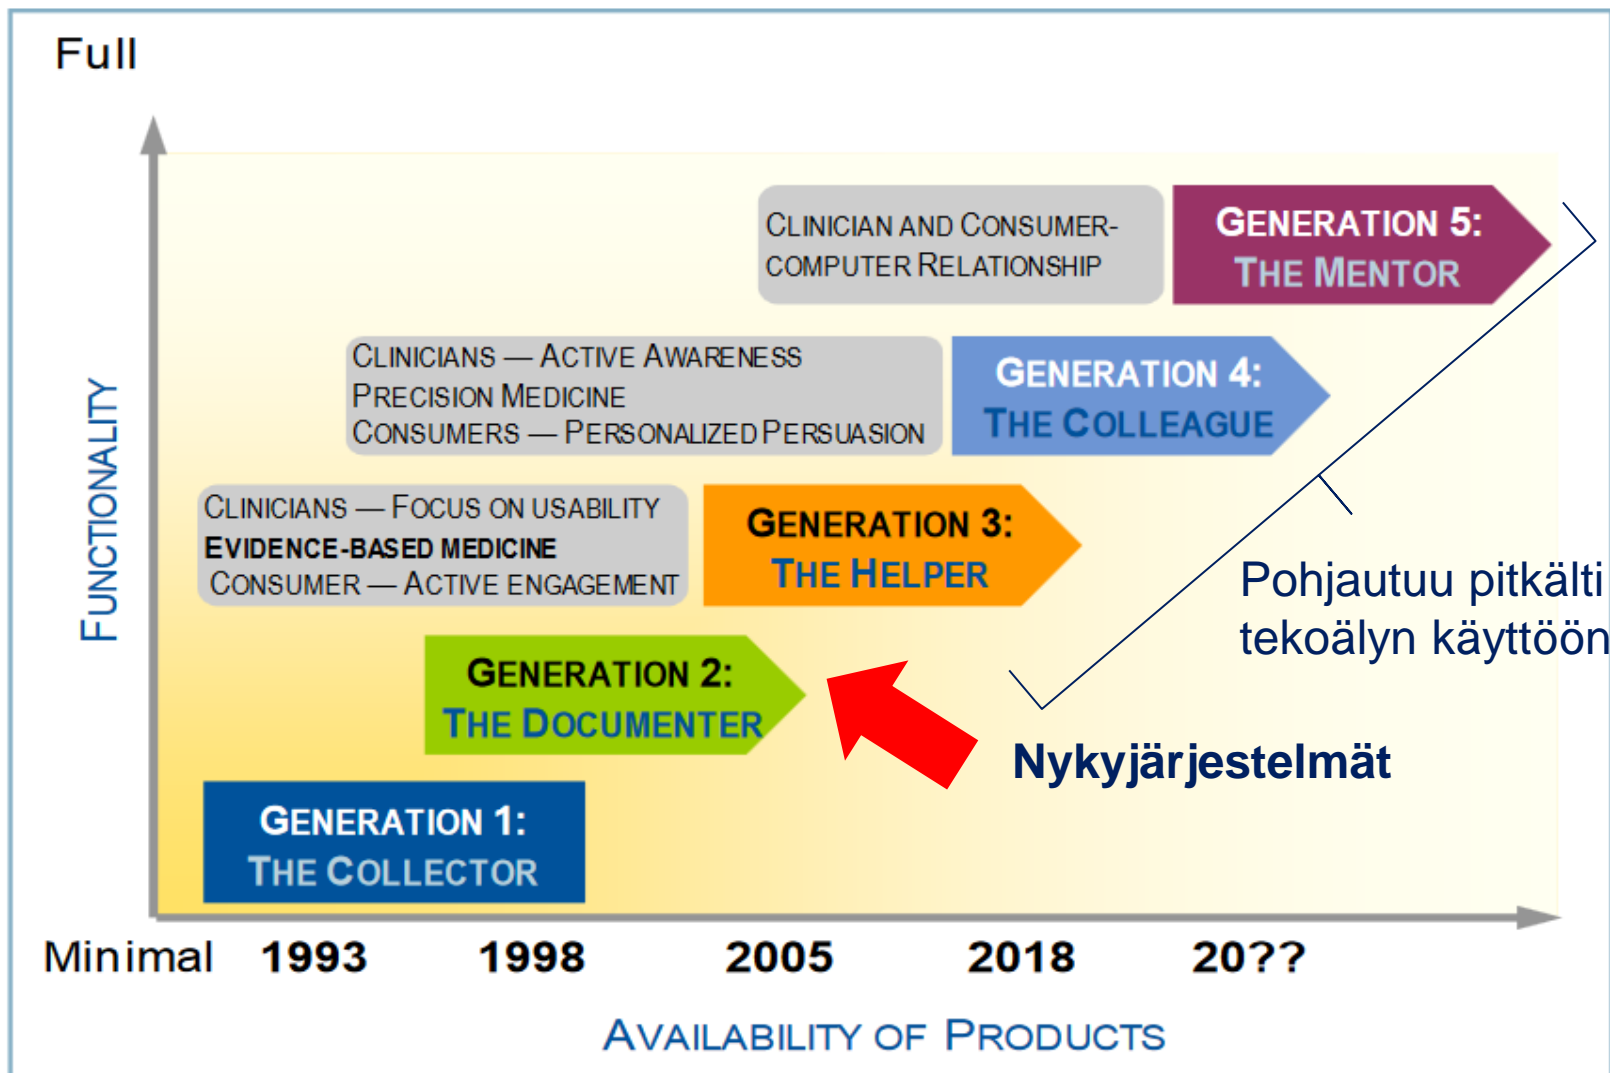 Full
CLINICIAN AND CONSUMER-
COMPUTER RELATIONSHIP
GENERATION 5:
THE MENTOR
CLINICIANS — ACTIVE AWARENESS
PRECISION MEDICINE
CONSUMERS — PERSONALIZED PERSUASION
GENERATION 4:
THE COLLEAGUE
CLINICIANS — FOCUS ON USABILITY
EVIDENCE-BASED MEDICINE
CONSUMER — ACTIVE ENGAGEMENT
GENERATION 3:
THE HELPER
Pohjautuu pitkälti
tekoälyn käyttöön
GENERATION 2:
THE DOCUMENTER
Nykyjärjestelmät
GENERATION 1:
THE COLLECTOR
FUNCTIONALITY
Minimal 1993 1998 2005 2018 20??
AVAILABILITY OF PRODUCTS